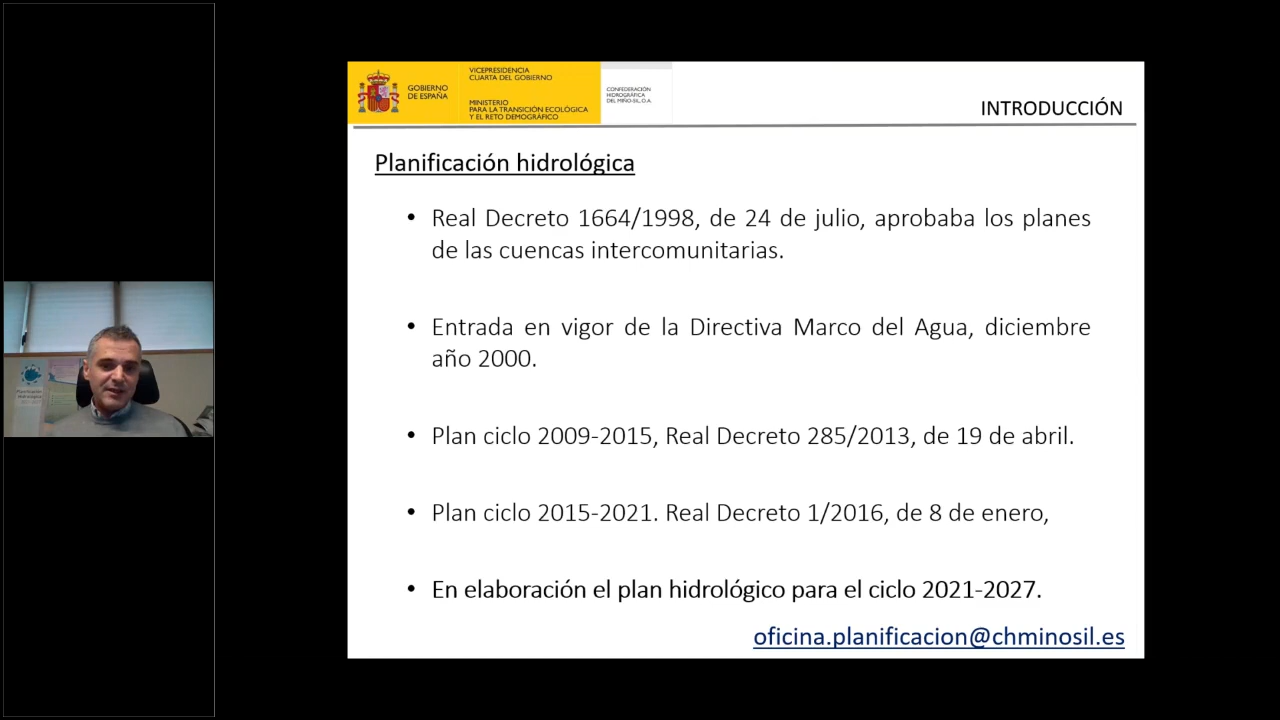 GOBIERNO
DE ESPAÑA
VICEPRESIDENCIA
CUARTA DEL GOBIERNO
MINISTERIO
PARA LA TRANSICIÓN ECOLÓGICA
Y EL RETO DEMOGRÁFICO
CONFEDERACIÓN
HIDROGRÁFICA
DEL MIÑO-SIL, O.A.
INTRODUCCIÓN
Planificación hidrológica
• Real Decreto 1664/1998, de 24 de julio, aprobaba los planes
de las cuencas intercomunitarias.
• Entrada en vigor de la Directiva Marco del Agua, diciembre
año 2000.
• Plan ciclo 2009-2015, Real Decreto 285/2013, de 19 de abril.
• Plan ciclo 2015-2021. Real Decreto 1/2016, de 8 de enero,
• En elaboración el plan hidrológico para el ciclo 2021-2027.
oficina.planificacion@chminosil.es
Planificación
Hidrológica